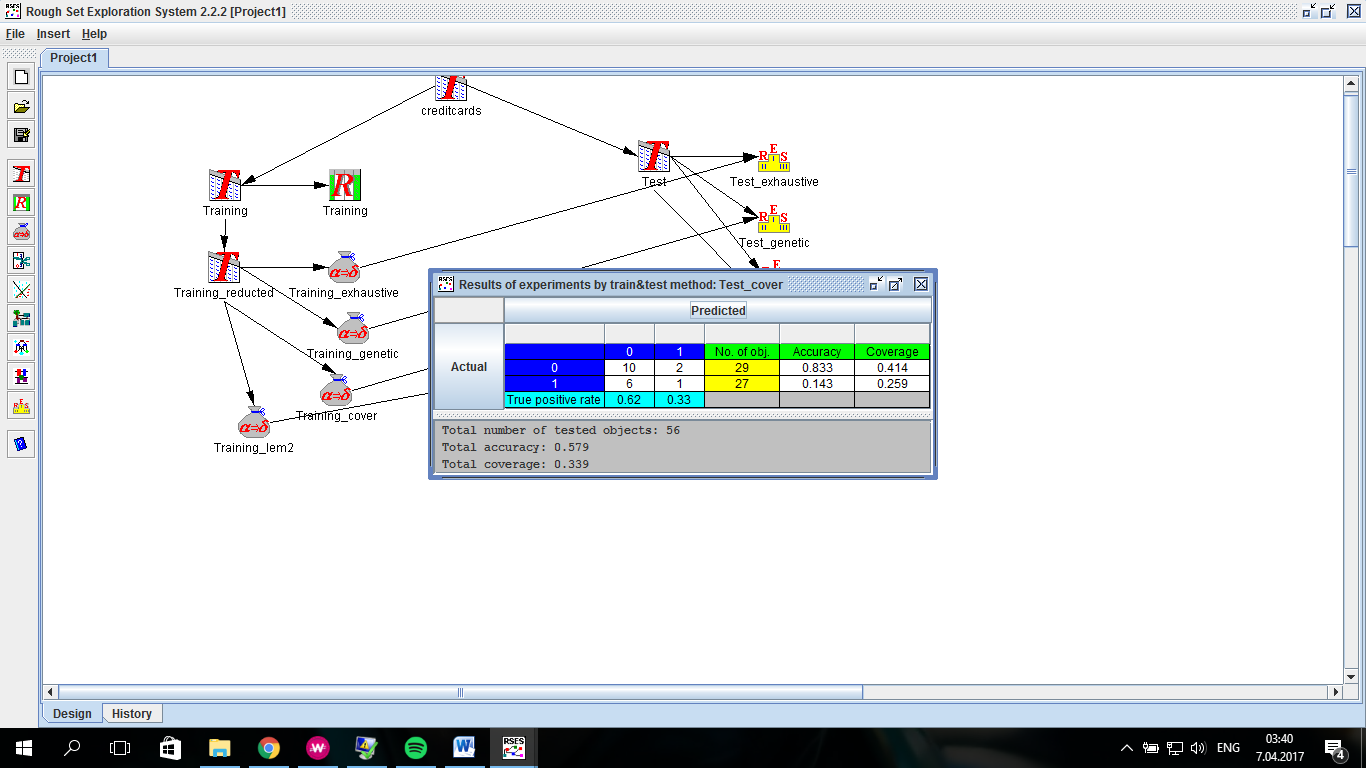 Rough Set Exploration System 2.2.2 [Project1]
File Insert Help
Project1
creditcards
Test
Test_exhaustive
Training
Training
Test_genetic
Training_reducted
Training_exhaustive
Training_genetic
Training_cover
Training_lem2
Results of experiments by train&test method: Test_cover
Predicted
Actual
0 1 No. of obj. Accuracy Coverage
0 10 2 29 0.833 0.414
1 6 1 27 0.143 0.259
True positive rate 0.62 0.33
Total number of tested objects: 56
Total accuracy: 0.579
Total coverage: 0.339
Design History
RSES
ENG
03:40
7.04.2017
4